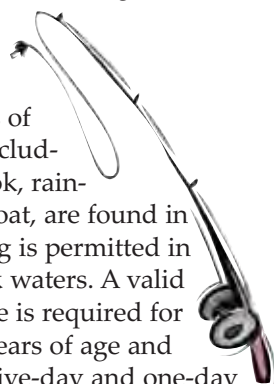 of
clud-
ok, rain-
oat, are found in
g is permitted in
k waters. A valid
e is required for
ears of age and
ive-day and one-day